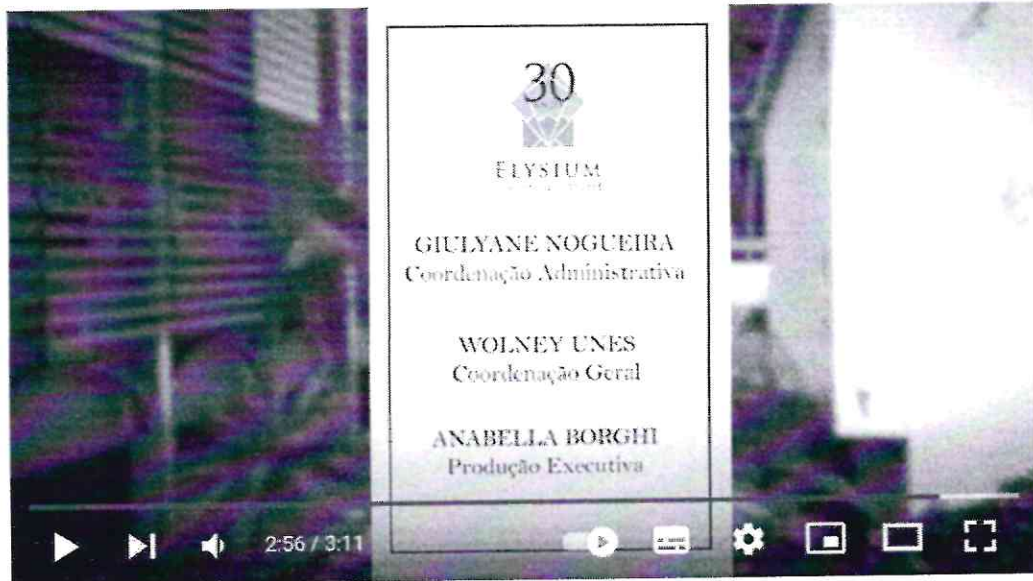 30
ELYSIUM
GIULYANE NOGUEIRA
Coordenação Administrativa
WOLNEY UNES
Coordenação Geral
ANABELLA BORGHI
Produção Executiva
2:56 / 3:11